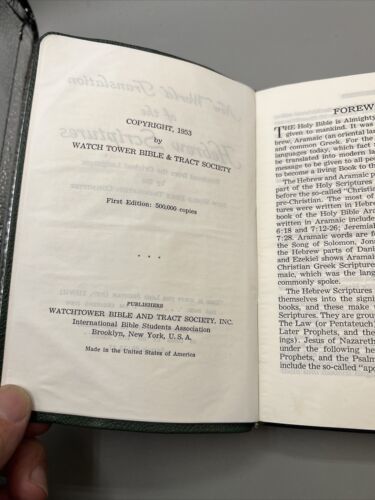 COPYRIGHT, 1953
by
WATCH TOWER BIBLE & TRACT SOCIETY
First Edition: 500,000 copies
. . .
PUBLISHERS
WATCHTOWER BIBLE AND TRACT SOCIETY, INC.
International Bible Students Association
Brooklyn, New York, U. S. A.
Made in the United States of America
FOREW
THE Holy Bible is Almighty
given to mankind. It was
brew, Aramaic (an oriental la
and common Greek. For the
languages today, which fact
be translated into modern la
message to be given to all pe
to become a living Book to th
The Hebrew and Aramaic p
part of the Holy Scriptures
before the so-called "Christi
pre-Christian. The most of
tures were written in Hebrew
book of the Holy Bible Ara
6:18 and 7:12-26; Jeremiah
7:28. Aramaic words are fo
the Song of Solomon, Jona
the Hebrew parts of Dani
and Ezekiel shows Aramai
Christian Greek Scripture
Aramaic, which was the lang
commonly spoke.
The Hebrew Scriptures
themselves into the signi
books, and these make
Scriptures. They are group
The Law (or Pentateuch)
Later Prophets, and the
ings). Jesus of Nazareth
under the following he
Prophets, and the Psalm
include the so-called "apo